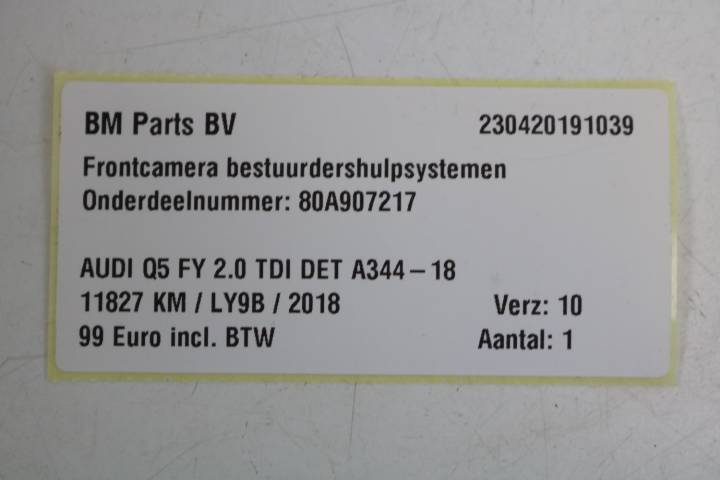 BM Parts BV 230420191039
Frontcamera bestuurdershulpsystemen
Onderdeelnummer: 80A907217
AUDI Q5 FY 2.0 TDI DET A344-18
11827 KM / LY9B / 2018 Verz: 10
99 Euro incl. BTW Aantal: 1